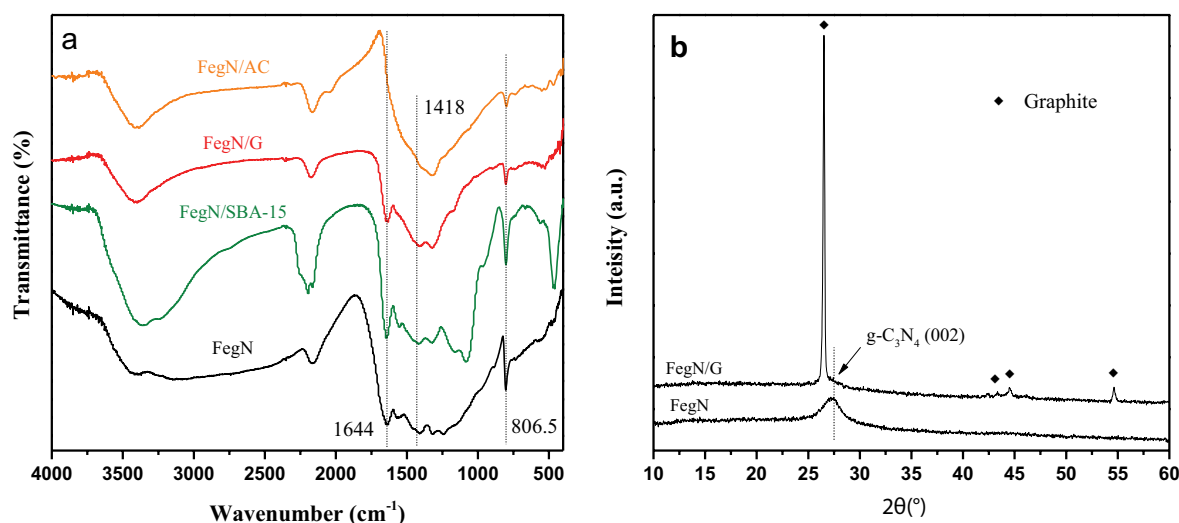 a
FegN/AC
1418
FegN/G
FegN/SBA-15
FegN
1644
806.5
Transmittance (%)
4000 3500 3000 2500 2000 1500 1000 500
Wavenumber (cm⁻¹)
b
◆ Graphite
g-C₃N₄ (002)
FegN/G
FegN
Inteisity (a.u.)
10 15 20 25 30 35 40 45 50 55 60
2θ(°)